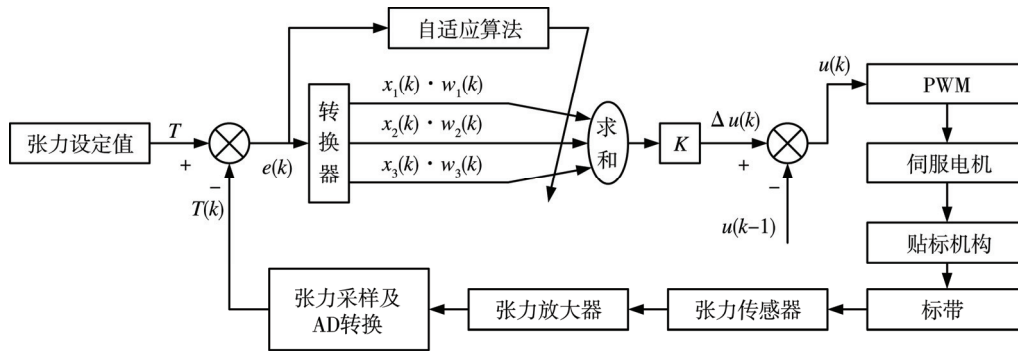 自适应算法
u(k)
PWM
x₁(k)·w₁(k)
转换器
x₂(k)·w₂(k)
求和
x₃(k)·w₃(k)
张力设定值
T
+
−
T(k)
e(k)
K
Δu(k)
+
−
u(k−1)
伺服电机
贴标机构
标带
张力传感器
张力放大器
张力采样及
AD转换